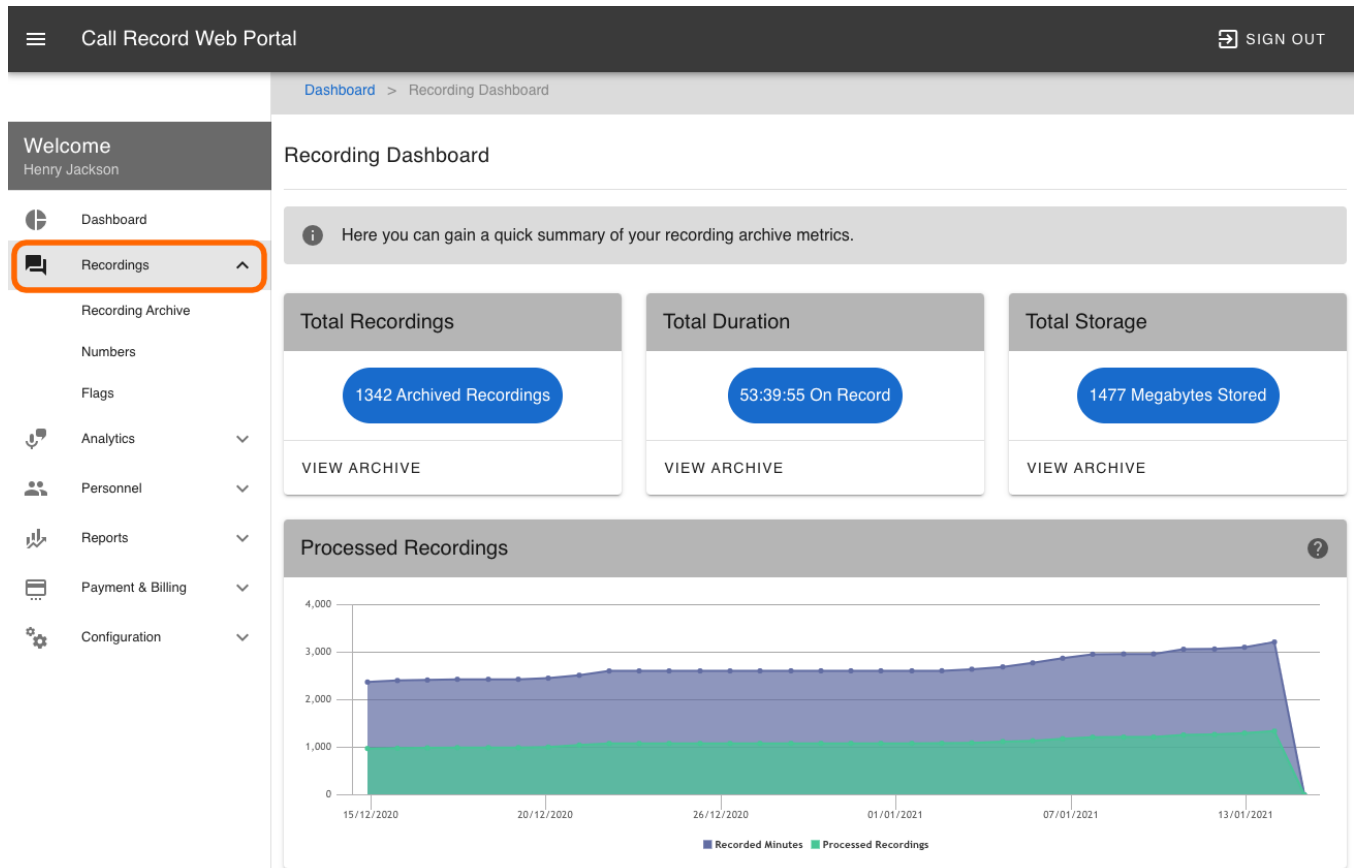 Call Record Web Portal
SIGN OUT
Dashboard > Recording Dashboard
Welcome
Henry Jackson
Dashboard
Recordings
Recording Archive
Numbers
Flags
Analytics
Personnel
Reports
Payment & Billing
Configuration
Recording Dashboard
Here you can gain a quick summary of your recording archive metrics.
Total Recordings
1342 Archived Recordings
VIEW ARCHIVE
Total Duration
53:39:55 On Record
VIEW ARCHIVE
Total Storage
1477 Megabytes Stored
VIEW ARCHIVE
Processed Recordings
4,000
3,000
2,000
1,000
0
15/12/2020 20/12/2020 26/12/2020 01/01/2021 07/01/2021 13/01/2021
Recorded Minutes Processed Recordings